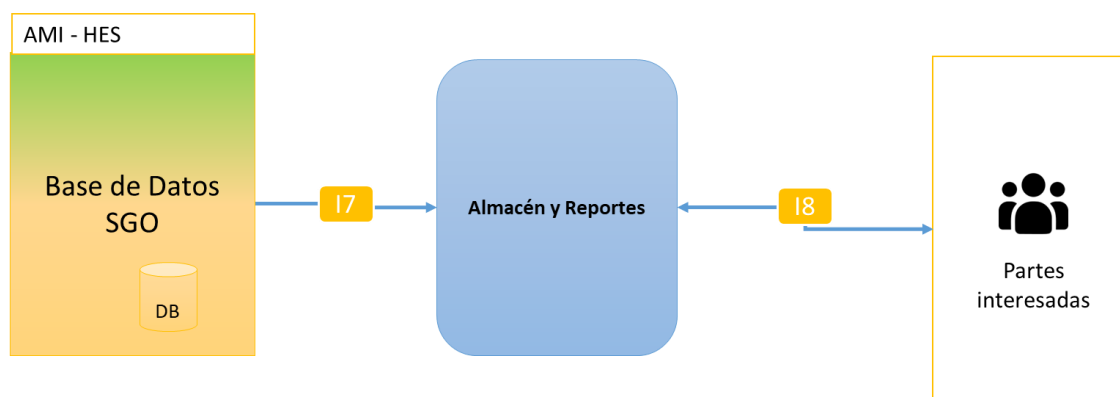 AMI - HES
Base de Datos
SGO
DB
I7
Almacén y Reportes
I8
Partes
interesadas